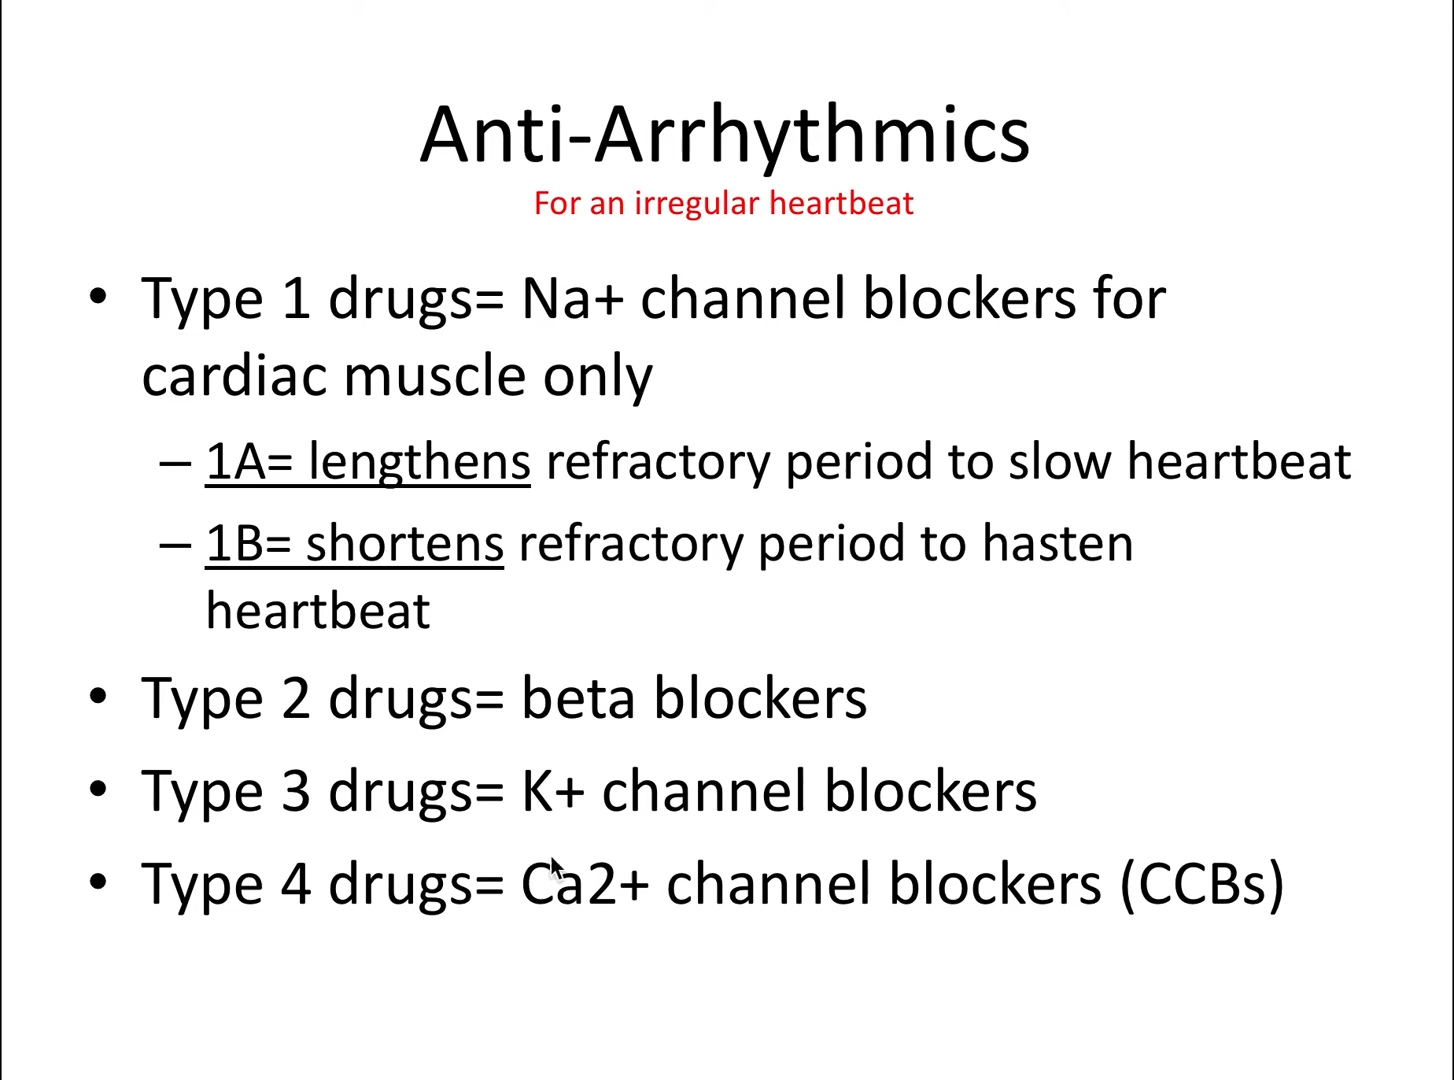 Anti-Arrhythmics
For an irregular heartbeat
• Type 1 drugs= Na+ channel blockers for
cardiac muscle only
– 1A= lengthens refractory period to slow heartbeat
– 1B= shortens refractory period to hasten
heartbeat
• Type 2 drugs= beta blockers
• Type 3 drugs= K+ channel blockers
• Type 4 drugs= Ca2+ channel blockers (CCBs)